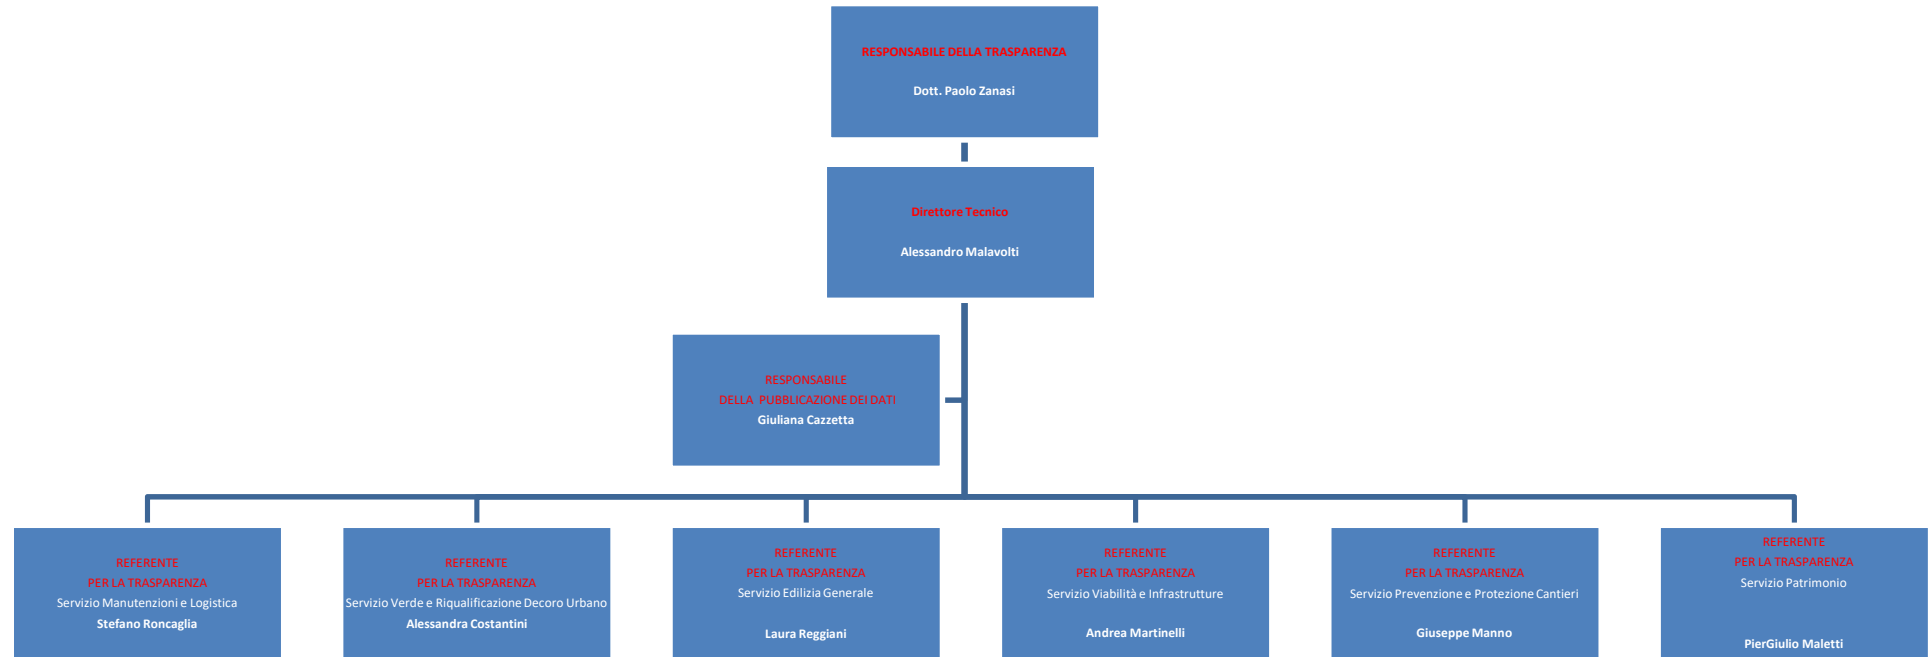 RESPONSABILE DELLA TRASPARENZA
Dott. Paolo Zanasi
Direttore Tecnico
Alessandro Malavolti
RESPONSABILE
DELLA  PUBBLICAZIONE DEI DATI
Giuliana Cazzetta
REFERENTE
PER LA TRASPARENZA
Servizio Manutenzioni e Logistica
Stefano Roncaglia
REFERENTE
PER LA TRASPARENZA
Servizio Verde e Riqualificazione Decoro Urbano
Alessandra Costantini
REFERENTE
PER LA TRASPARENZA
Servizio Edilizia Generale
Laura Reggiani
REFERENTE
PER LA TRASPARENZA
Servizio Viabilità e Infrastrutture
Andrea Martinelli
REFERENTE
PER LA TRASPARENZA
Servizio Prevenzione e Protezione Cantieri
Giuseppe Manno
REFERENTE
PER LA TRASPARENZA
Servizio Patrimonio
PierGiulio Maletti